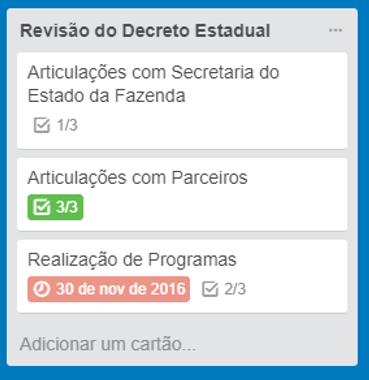 Revisão do Decreto Estadual
Articulações com Secretaria do
Estado da Fazenda
1/3
Articulações com Parceiros
3/3
Realização de Programas
30 de nov de 2016 2/3
Adicionar um cartão...